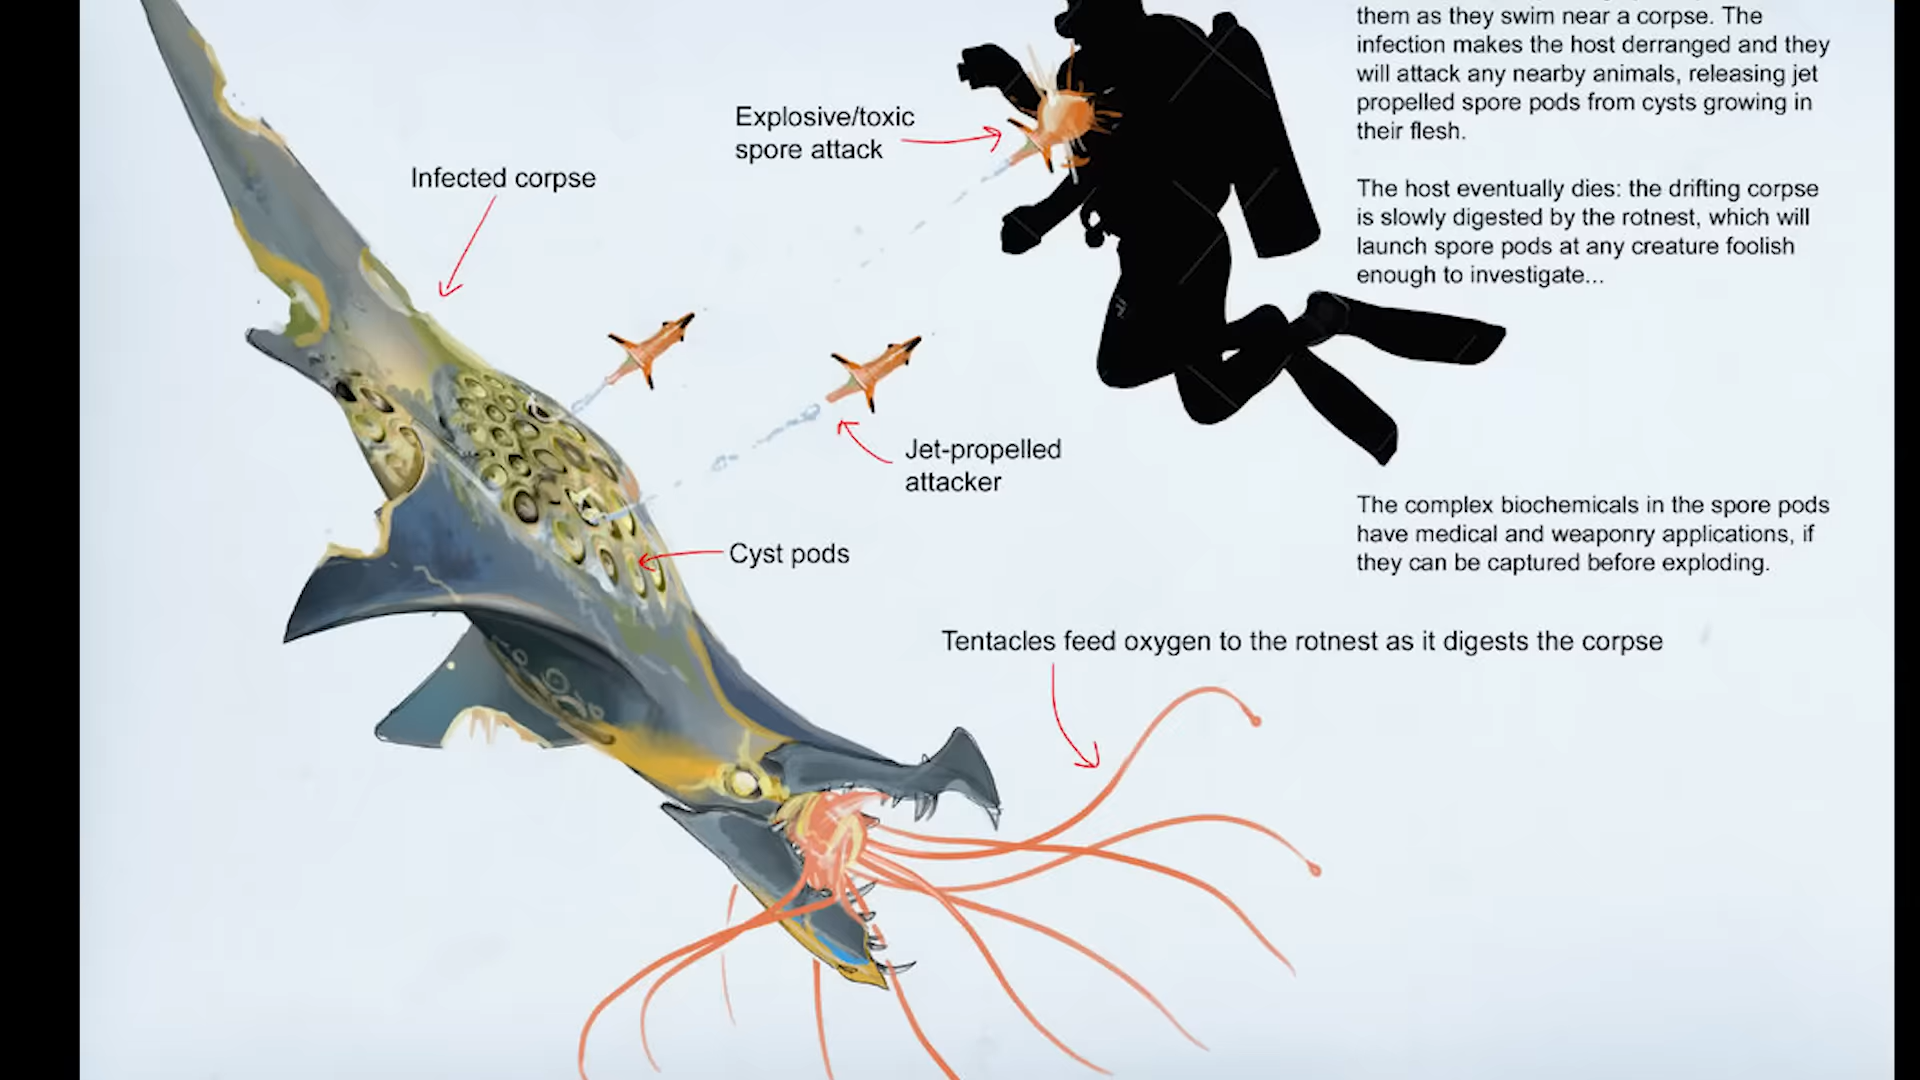 them as they swim near a corpse. The
infection makes the host derranged and they
will attack any nearby animals, releasing jet
propelled spore pods from cysts growing in
their flesh.
Explosive/toxic
spore attack
Infected corpse
The host eventually dies: the drifting corpse
is slowly digested by the rotnest, which will
launch spore pods at any creature foolish
enough to investigate...
Jet-propelled
attacker
Cyst pods
The complex biochemicals in the spore pods
have medical and weaponry applications, if
they can be captured before exploding.
Tentacles feed oxygen to the rotnest as it digests the corpse